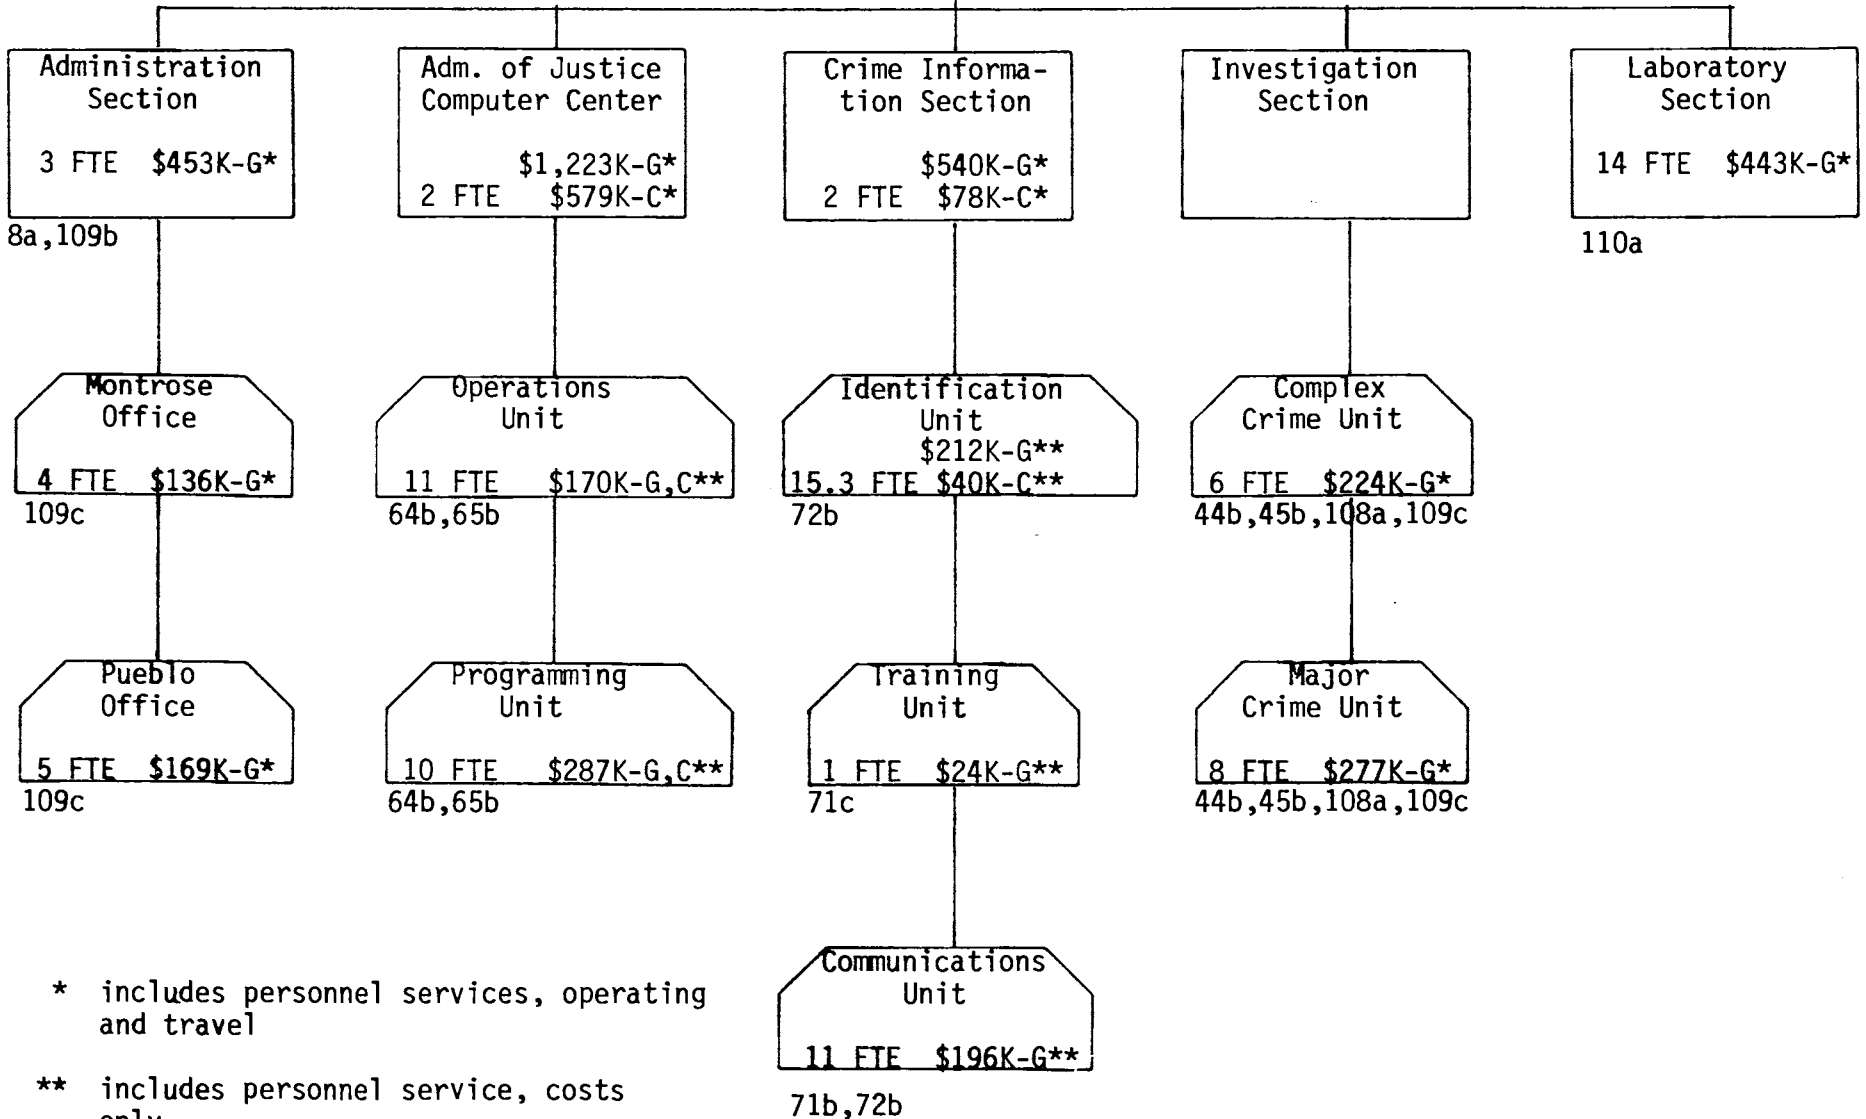 Administration
Section
3 FTE $453K-G*
8a,109b
Adm. of Justice
Computer Center
$1,223K-G*
2 FTE $579K-C*
Crime Informa-
tion Section
$540K-G*
2 FTE $78K-C*
Investigation
Section
Laboratory
Section
14 FTE $443K-G*
110a
Montrose
Office
4 FTE $136K-G*
109c
Operations
Unit
11 FTE $170K-G,C**
64b,65b
Identification
Unit
$212K-G**
15.3 FTE $40K-C**
72b
Complex
Crime Unit
6 FTE $224K-G*
44b,45b,108a,109c
Pueblo
Office
5 FTE $169K-G*
109c
Programming
Unit
10 FTE $287K-G,C**
64b,65b
Training
Unit
1 FTE $24K-G**
71c
Major
Crime Unit
8 FTE $277K-G*
44b,45b,108a,109c
Communications
Unit
11 FTE $196K-G**
71b,72b
* includes personnel services, operating
and travel
** includes personnel service, costs
only